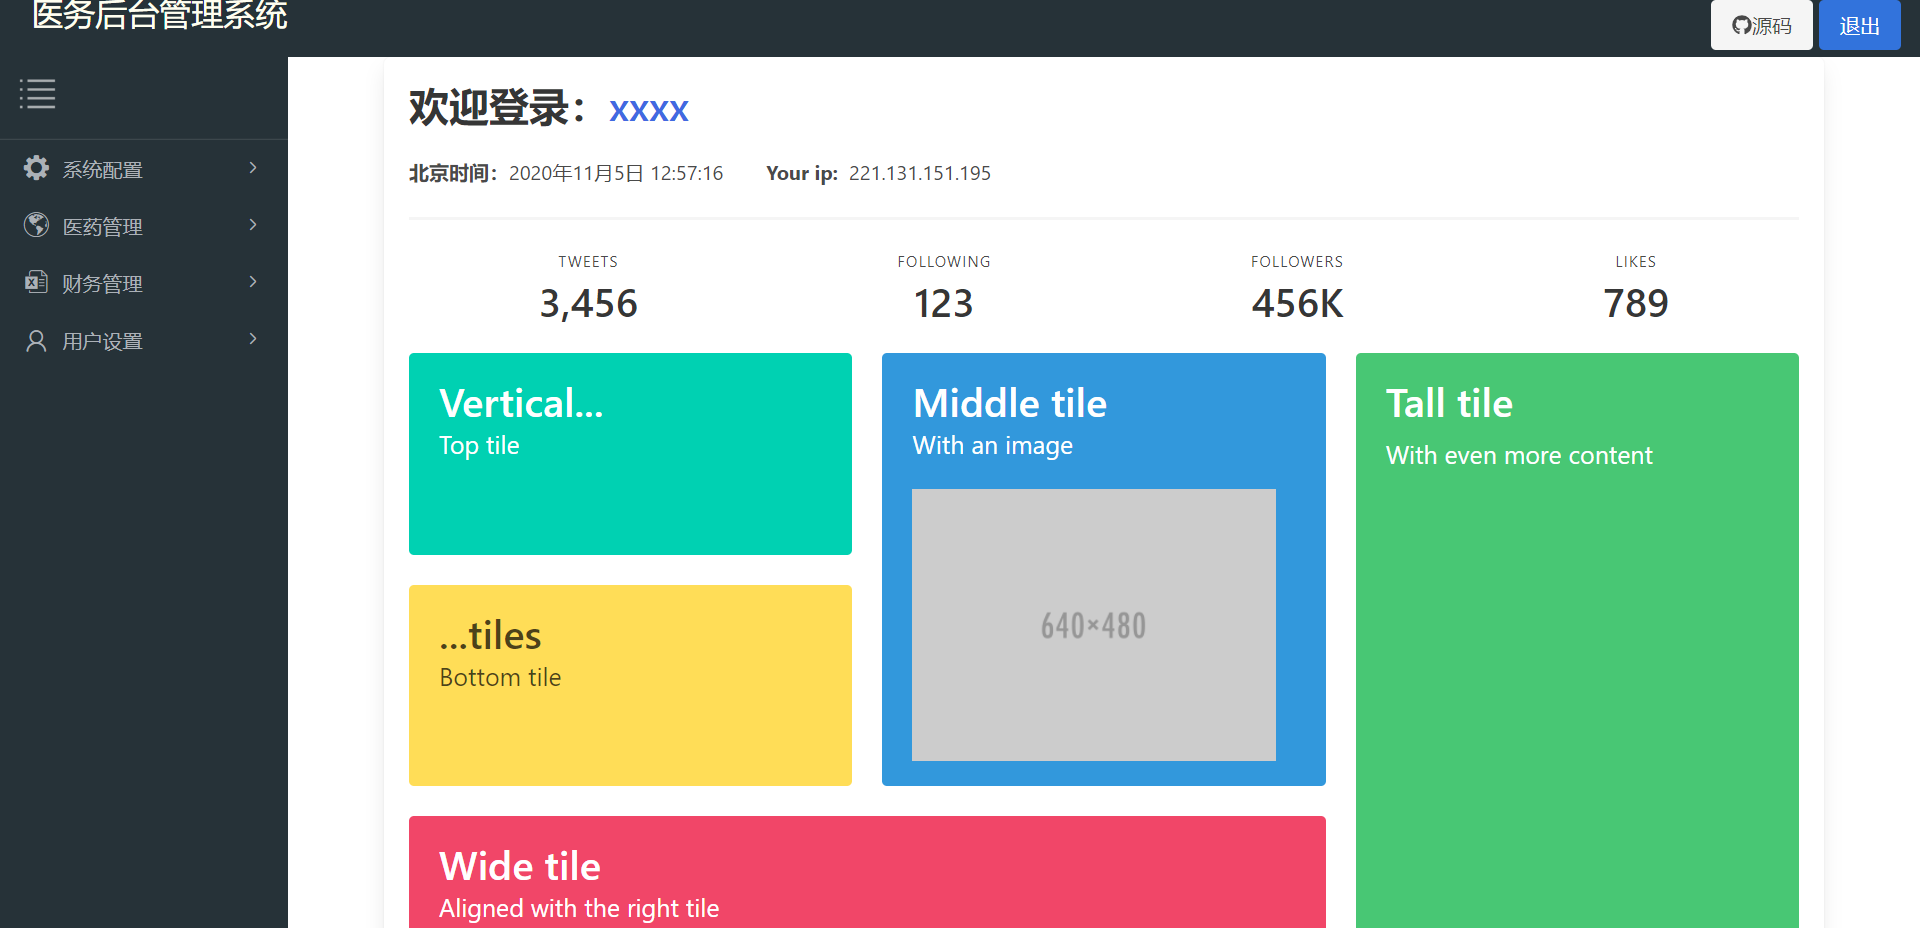 医务后台管理系统
源码
退出
系统配置
医药管理
财务管理
用户设置
欢迎登录：xxxx
北京时间：2020年11月5日 12:57:16 Your ip: 221.131.151.195
TWEETS
3,456
FOLLOWING
123
FOLLOWERS
456K
LIKES
789
Vertical...
Top tile
...tiles
Bottom tile
Middle tile
With an image
640×480
Tall tile
With even more content
Wide tile
Aligned with the right tile